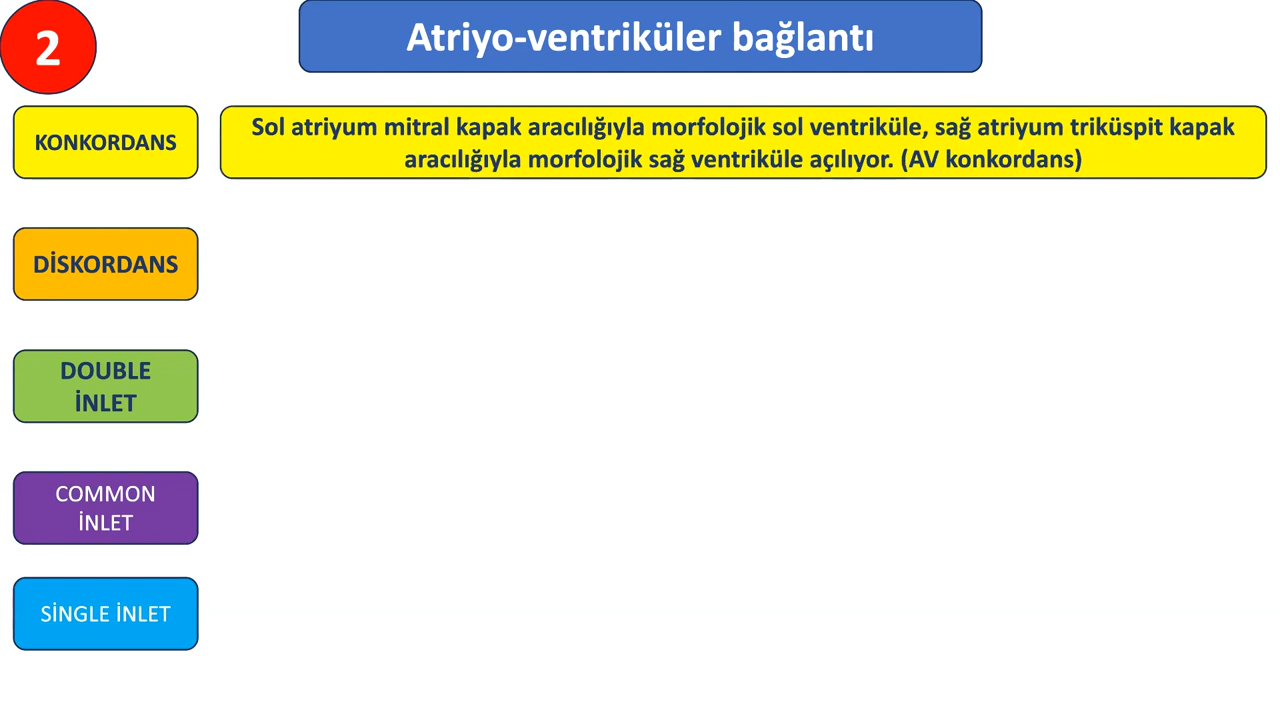 2
Atriyo-ventriküler bağlantı
KONKORDANS
Sol atriyum mitral kapak aracılığıyla morfolojik sol ventriküle, sağ atriyum triküspit kapak
aracılığıyla morfolojik sağ ventriküle açılıyor. (AV konkordans)
DİSKORDANS
DOUBLE
İNLET
COMMON
İNLET
SİNGLE İNLET